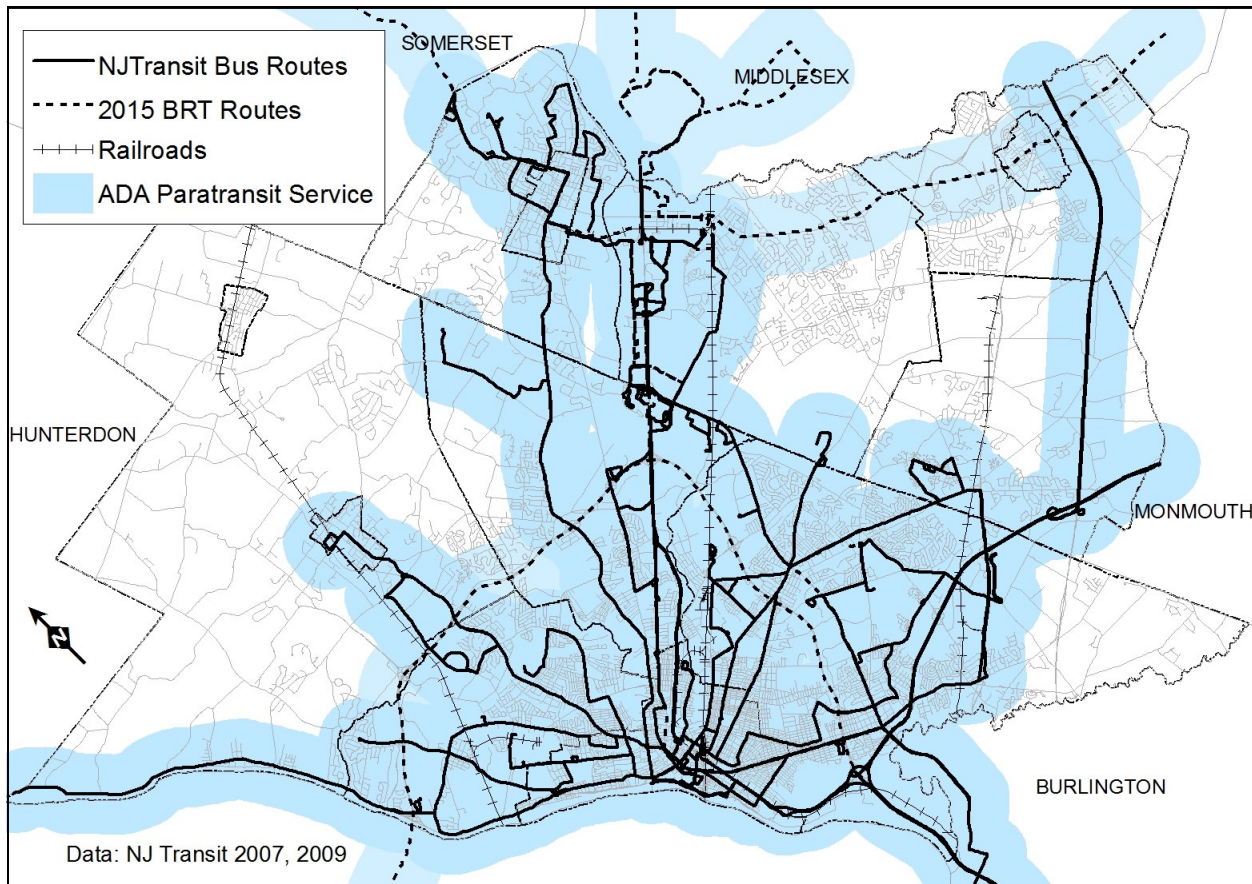 SOMERSET
MIDDLESEX
NJTransit Bus Routes
2015 BRT Routes
Railroads
ADA Paratransit Service
HUNTERDON
MONMOUTH
N
BURLINGTON
Data: NJ Transit 2007, 2009